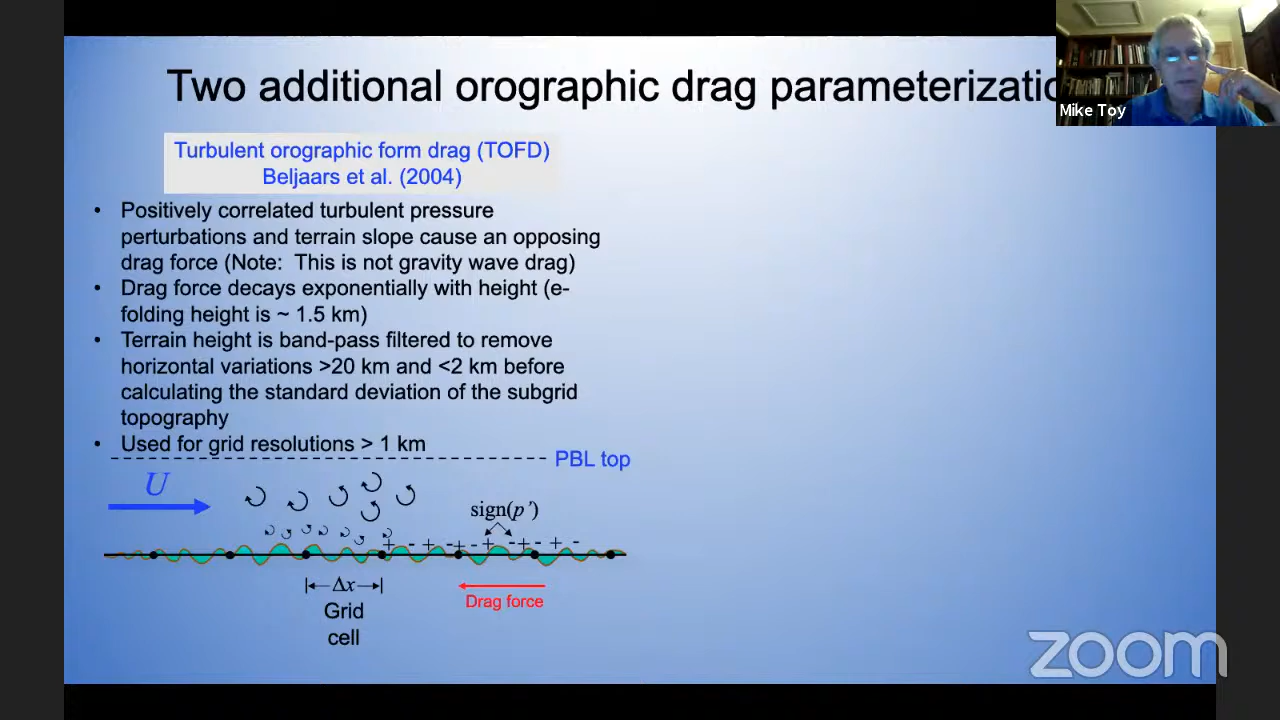 Two additional orographic drag parameterizatio
Mike Toy
Turbulent orographic form drag (TOFD)
Beljaars et al. (2004)
• Positively correlated turbulent pressure
perturbations and terrain slope cause an opposing
drag force (Note: This is not gravity wave drag)
• Drag force decays exponentially with height (e-
folding height is ~ 1.5 km)
• Terrain height is band-pass filtered to remove
horizontal variations >20 km and <2 km before
calculating the standard deviation of the subgrid
topography
• Used for grid resolutions > 1 km
PBL top
U
sign(p')
+ - + - + - + - + - + -
Δx
Grid
cell
Drag force
zoom